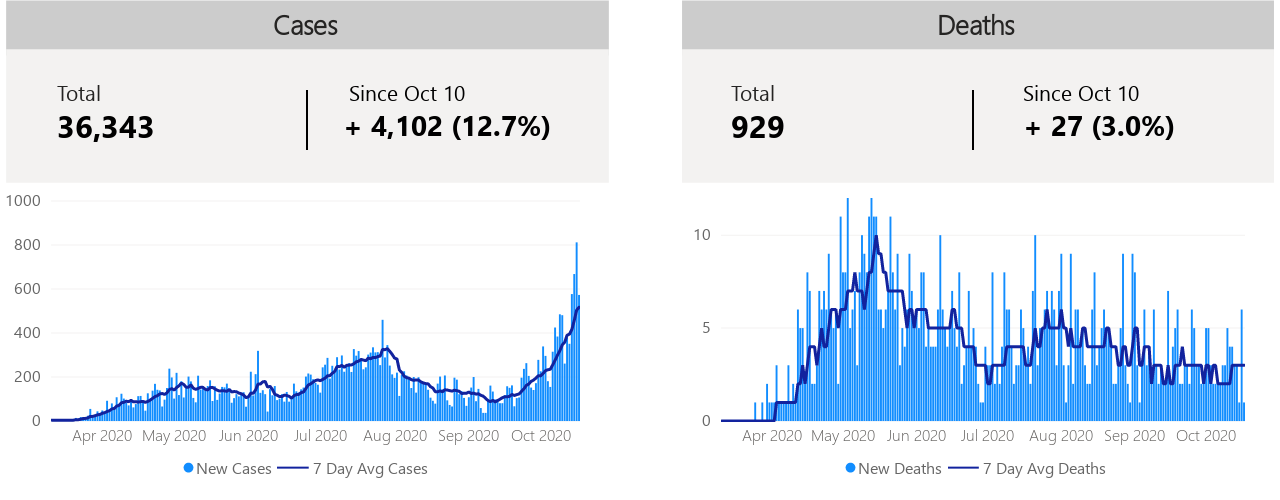 Cases
Total
36,343
Since Oct 10
+ 4,102 (12.7%)
1000
800
600
400
200
0
Apr 2020 May 2020 Jun 2020 Jul 2020 Aug 2020 Sep 2020 Oct 2020
New Cases 7 Day Avg Cases
Deaths
Total
929
Since Oct 10
+ 27 (3.0%)
10
5
0
Apr 2020 May 2020 Jun 2020 Jul 2020 Aug 2020 Sep 2020 Oct 2020
New Deaths 7 Day Avg Deaths